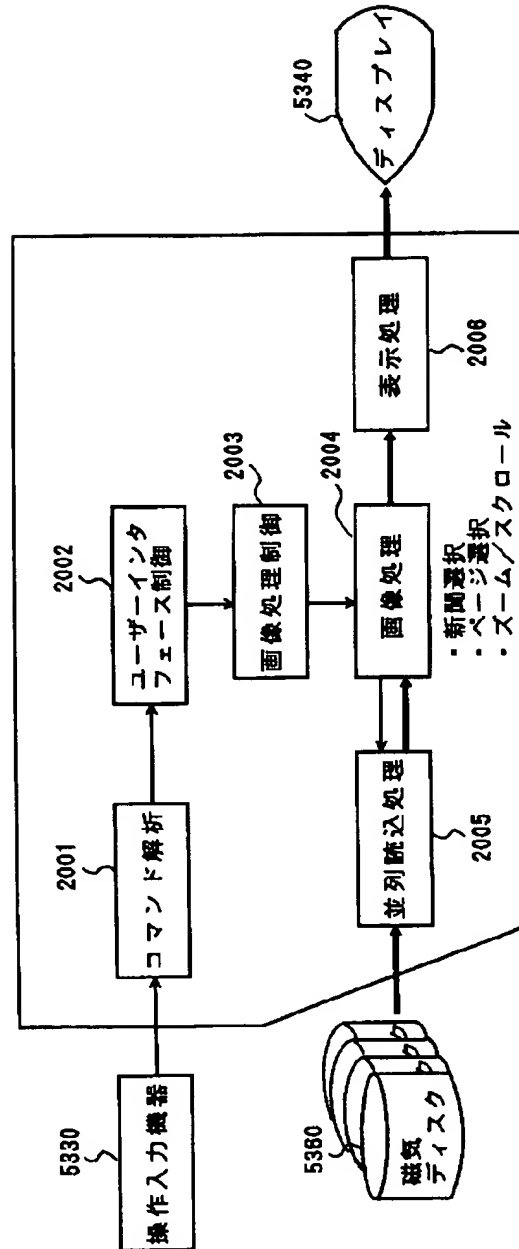 5330
操作入力機器
2001
コマンド解析
2002
ユーザーインタ
フェース制御
2003
画像処理制御
2004
画像処理
・新聞選択
・ページ選択
・ズーム/スクロール
5360
磁気
ディスク
並列読込処理
2005
表示処理
2006
5340
ディスプレイ